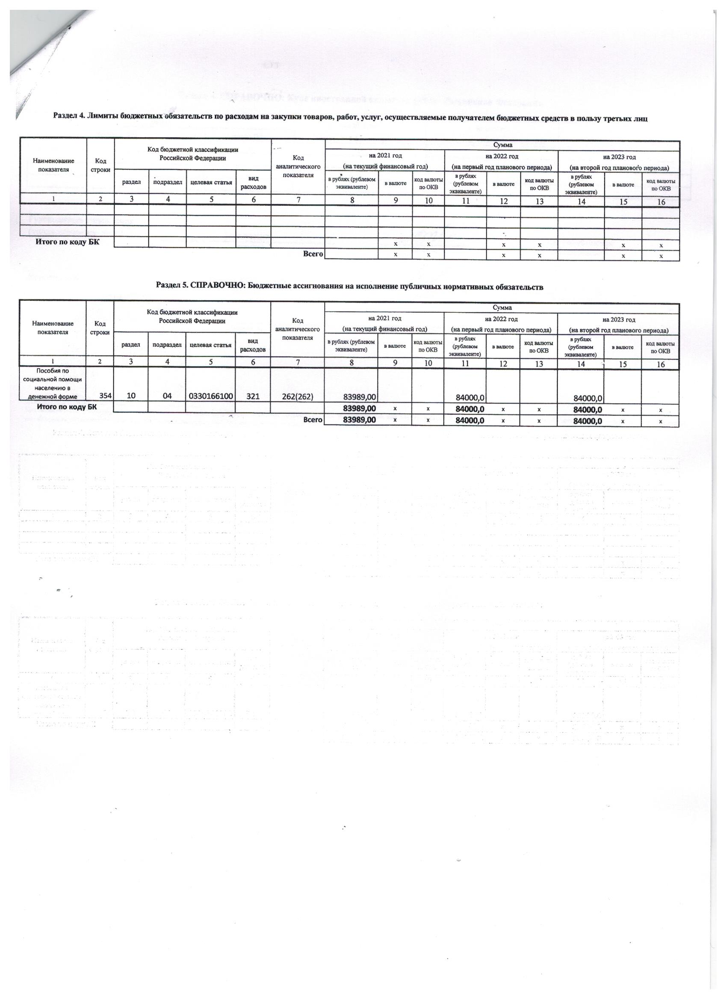 Раздел 4. Лимиты бюджетных обязательств по расходам на закупки товаров, работ, услуг, осуществляемые получателем бюджетных средств в пользу третьих лиц
Наименование показателя
Код строки
Код бюджетной классификации Российской Федерации
Код аналитического показателя
Сумма
на 2021 год (на текущий финансовый год)
на 2022 год (на первый год планового периода)
на 2023 год (на второй год планового периода)
раздел подраздел целевая статья вид расходов
в рублях (рублевом эквиваленте) в валюте код валюты по ОКВ
в рублях (рублевом эквиваленте) в валюте код валюты по ОКВ
в рублях (рублевом эквиваленте) в валюте код валюты по ОКВ
1 2 3 4 5 6 7 8 9 10 11 12 13 14 15 16
Итого по коду БК х х х х х х
Всего х х х х х х
Раздел 5. СПРАВОЧНО: Бюджетные ассигнования на исполнение публичных нормативных обязательств
Наименование показателя
Код строки
Код бюджетной классификации Российской Федерации
Код аналитического показателя
Сумма
на 2021 год (на текущий финансовый год)
на 2022 год (на первый год планового периода)
на 2023 год (на второй год планового периода)
раздел подраздел целевая статья вид расходов
в рублях (рублевом эквиваленте) в валюте код валюты по ОКВ
в рублях (рублевом эквиваленте) в валюте код валюты по ОКВ
в рублях (рублевом эквиваленте) в валюте код валюты по ОКВ
1 2 3 4 5 6 7 8 9 10 11 12 13 14 15 16
Пособия по социальной помощи населению в денежной форме 354 10 04 0330166100 321 262(262) 83989,00 84000,0 84000,0
Итого по коду БК 83989,00 х х 84000,0 х х 84000,0 х х
Всего 83989,00 х х 84000,0 х х 84000,0 х х